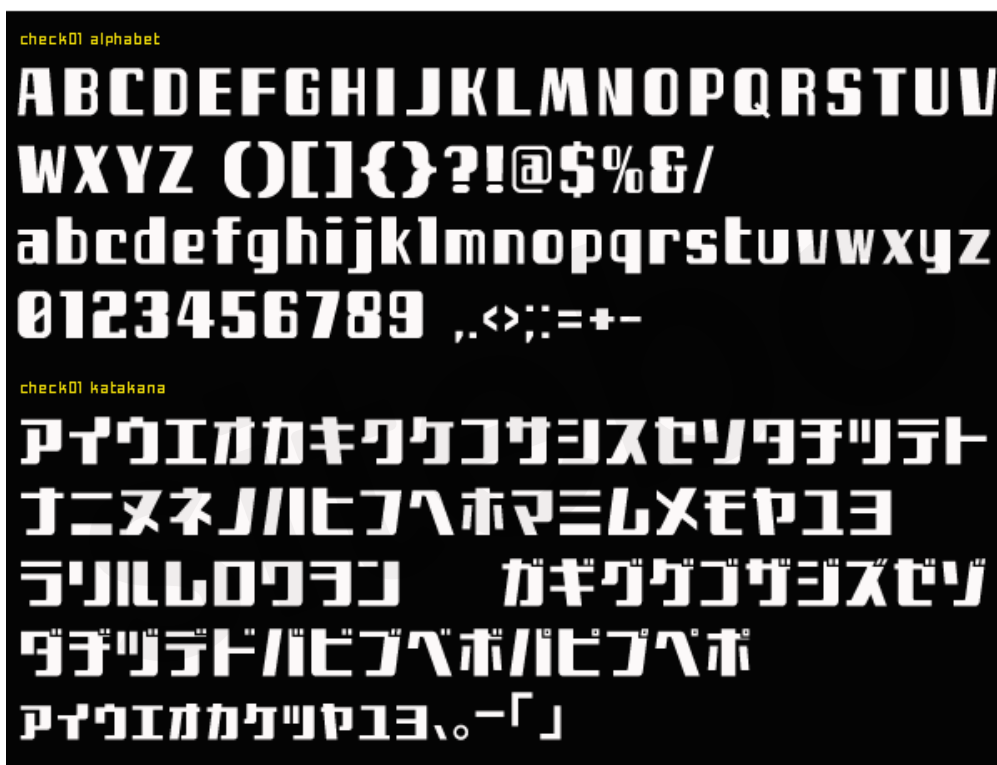 check01 alphabet
ABCDEFGHIJKLMNOPQRSTUV
WXYZ ()[]{}?!@$%&/
abcdefghijklmnopqrstuvwxyz
0123456789 ,.<>;:=+-
check01 katakana
アイウエオカキクケコサシスセソタチツテト
ナニヌネノハヒフヘホマミムメモヤユヨ
ラリルレロワヲン ガギグゲゴザジズゼゾ
ダヂヅデドバビブベボパピプペポ
ァィゥェォヵヶッャュョ、。ー「」